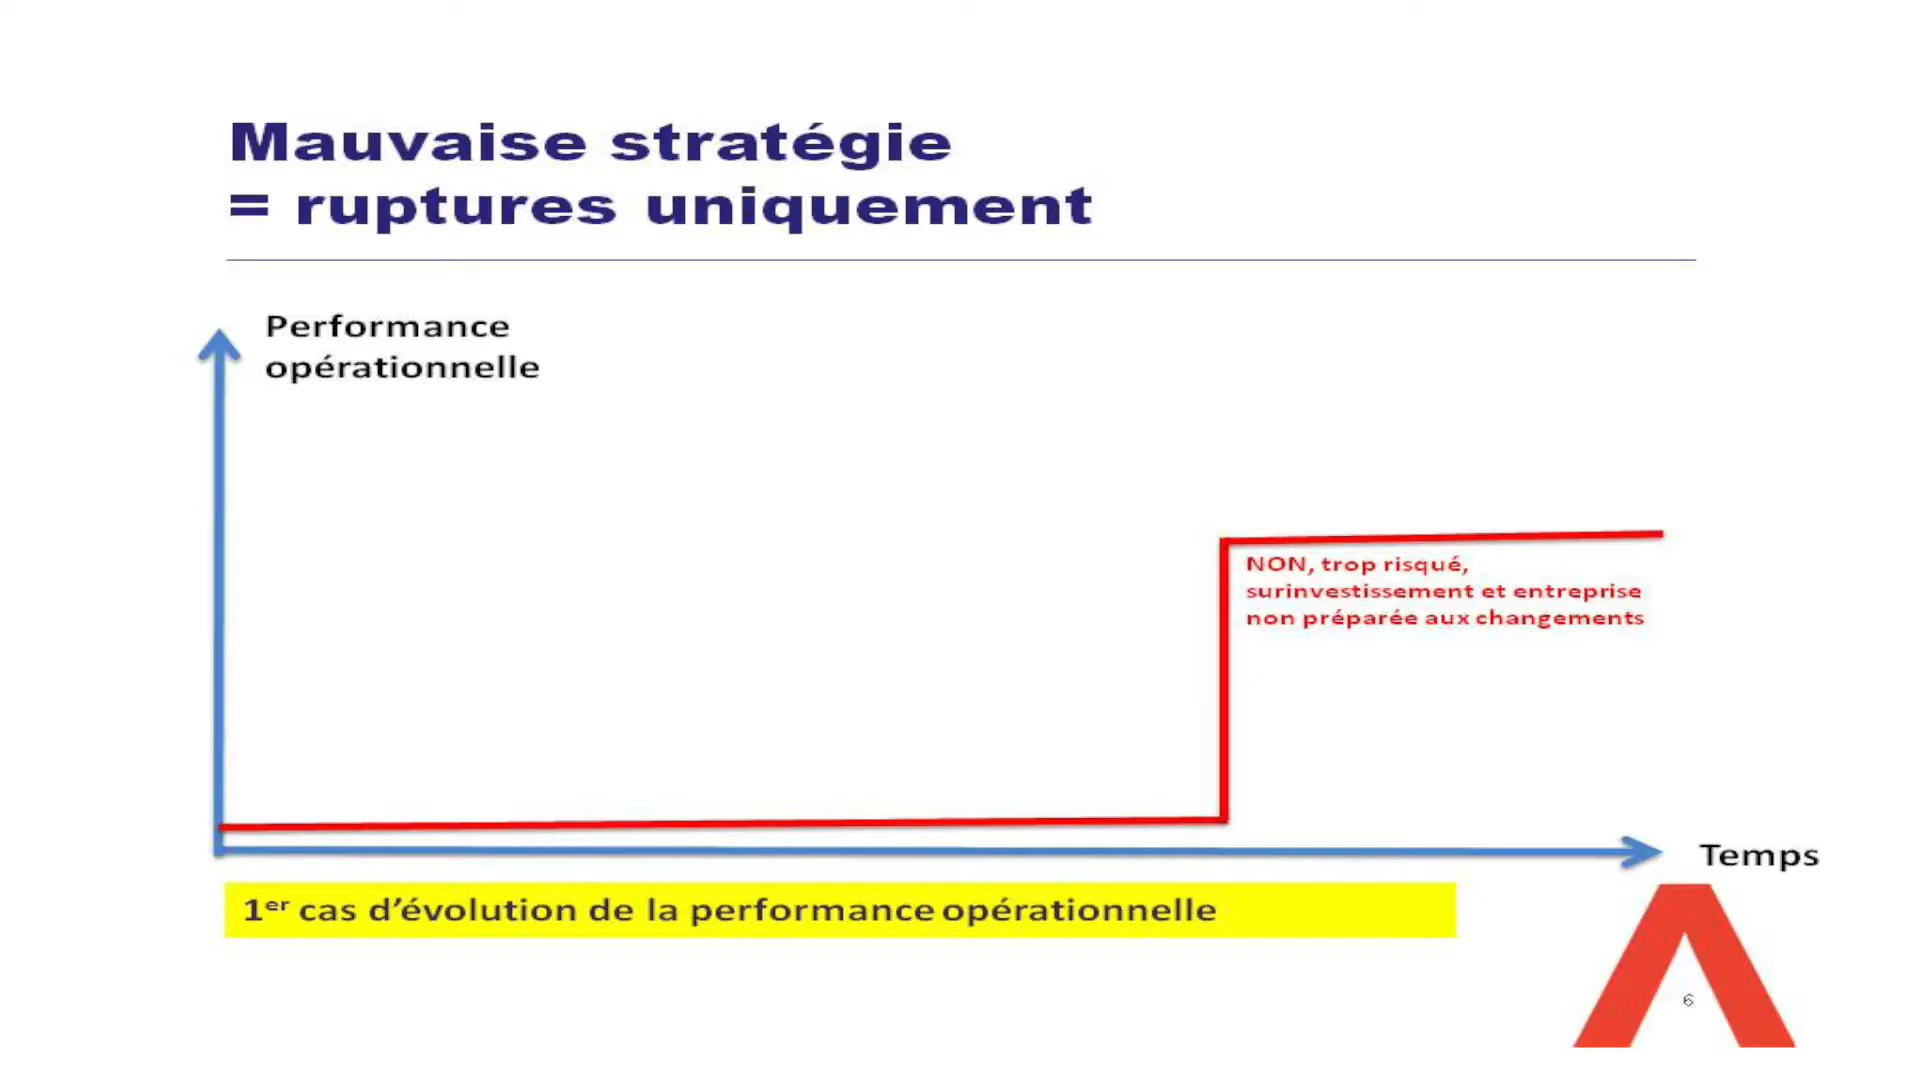 Mauvaise stratégie
= ruptures uniquement
Performance
opérationnelle
NON, trop risqué,
surinvestissement et entreprise
non préparée aux changements
Temps
1er cas d’évolution de la performance opérationnelle
6